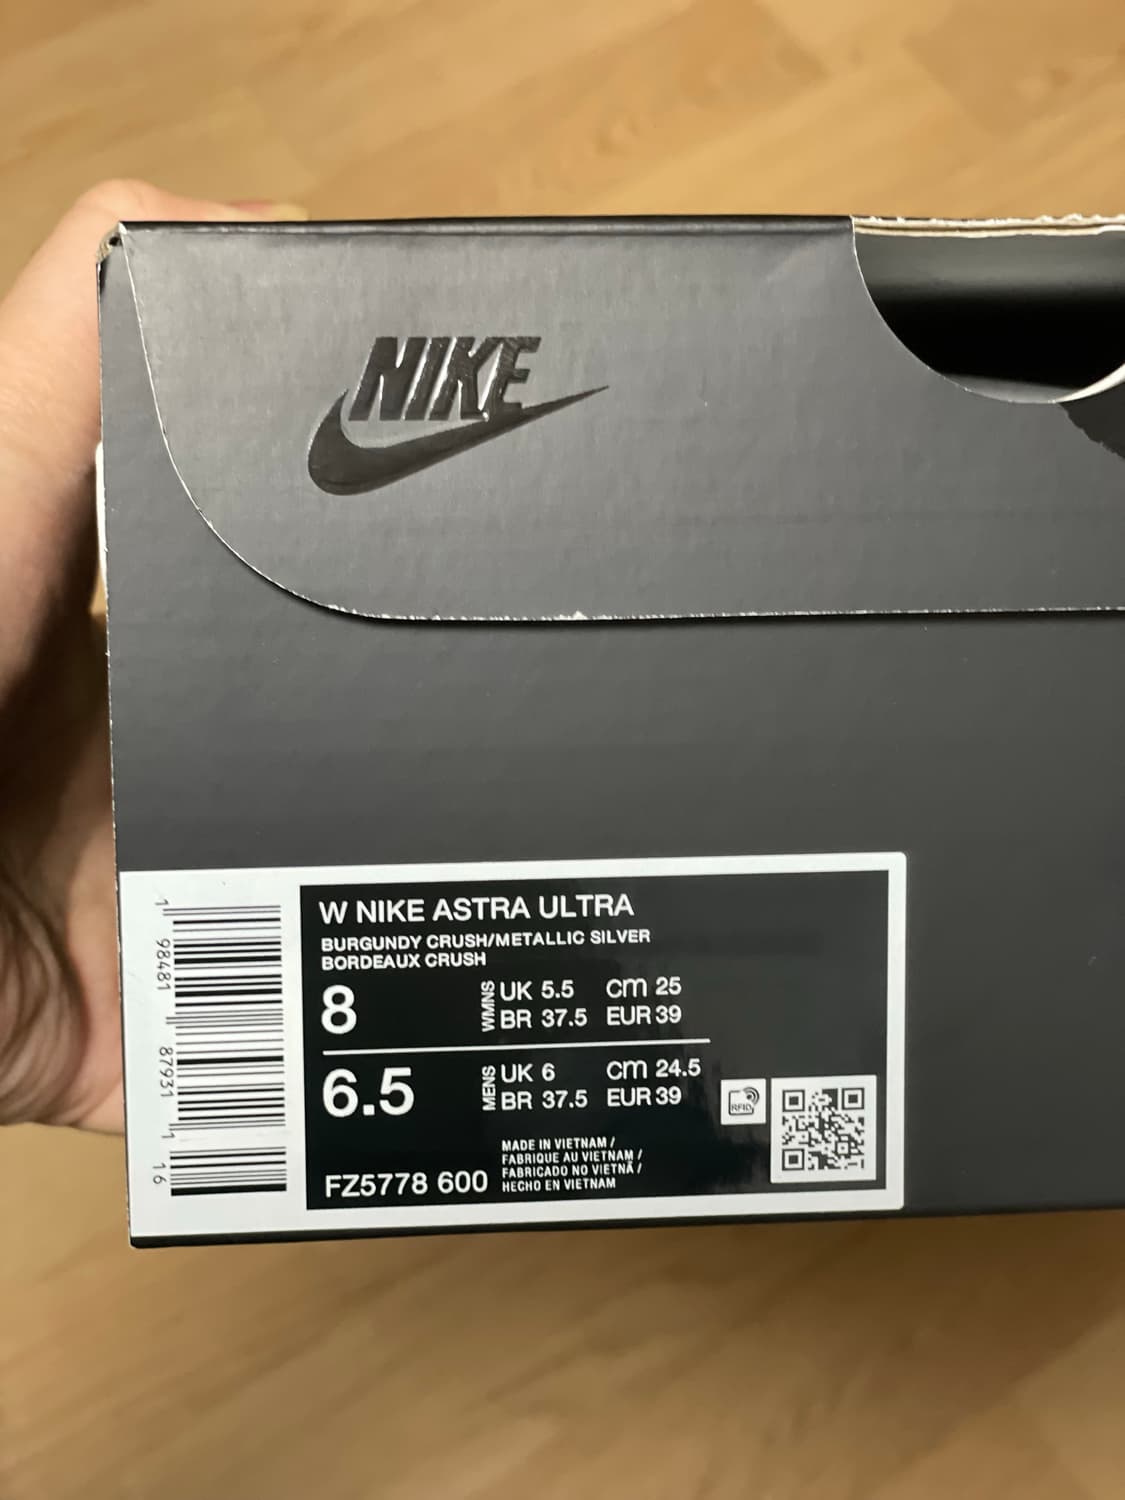 NIKE
W NIKE ASTRA ULTRA
BURGUNDY CRUSH/METALLIC SILVER
BORDEAUX CRUSH
8 WMNS UK 5.5 cm 25
BR 37.5 EUR 39
6.5 MENS UK 6 cm 24.5
BR 37.5 EUR 39
RFID
FZ5778 600
MADE IN VIETNAM /
FABRIQUE AU VIETNAM /
FABRICADO NO VIETNÃ /
HECHO EN VIETNAM
1 98481 87931 1 16